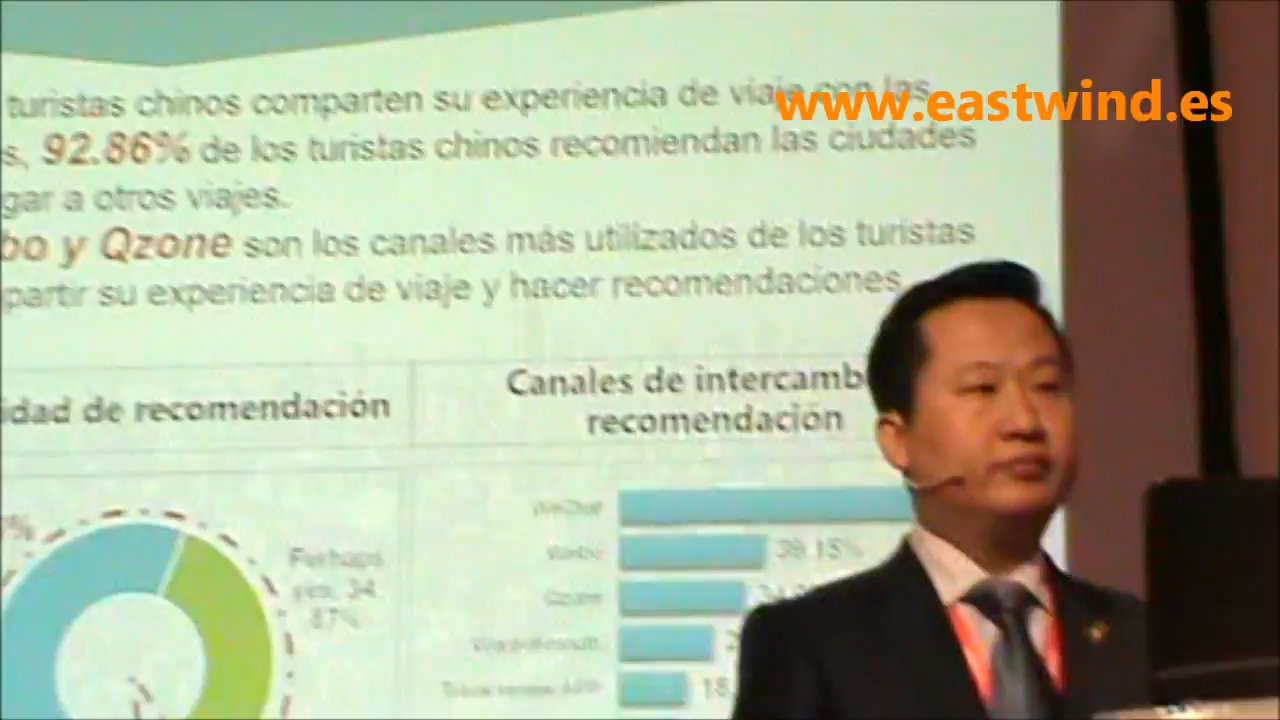 www.eastwind.es
turistas chinos comparten su experiencia de viaje con las
s, 92.86% de los turistas chinos recomiendan las ciudades
gar a otros viajes.
bo y Qzone son los canales más utilizados de los turistas
partir su experiencia de viaje y hacer recomendaciones.
idad de recomendación
Canales de intercamb
recomendación
WeChat
Perhaps
yes, 34.
87%
Weibo
39.15%
Qzone
Word-Mouth
18.